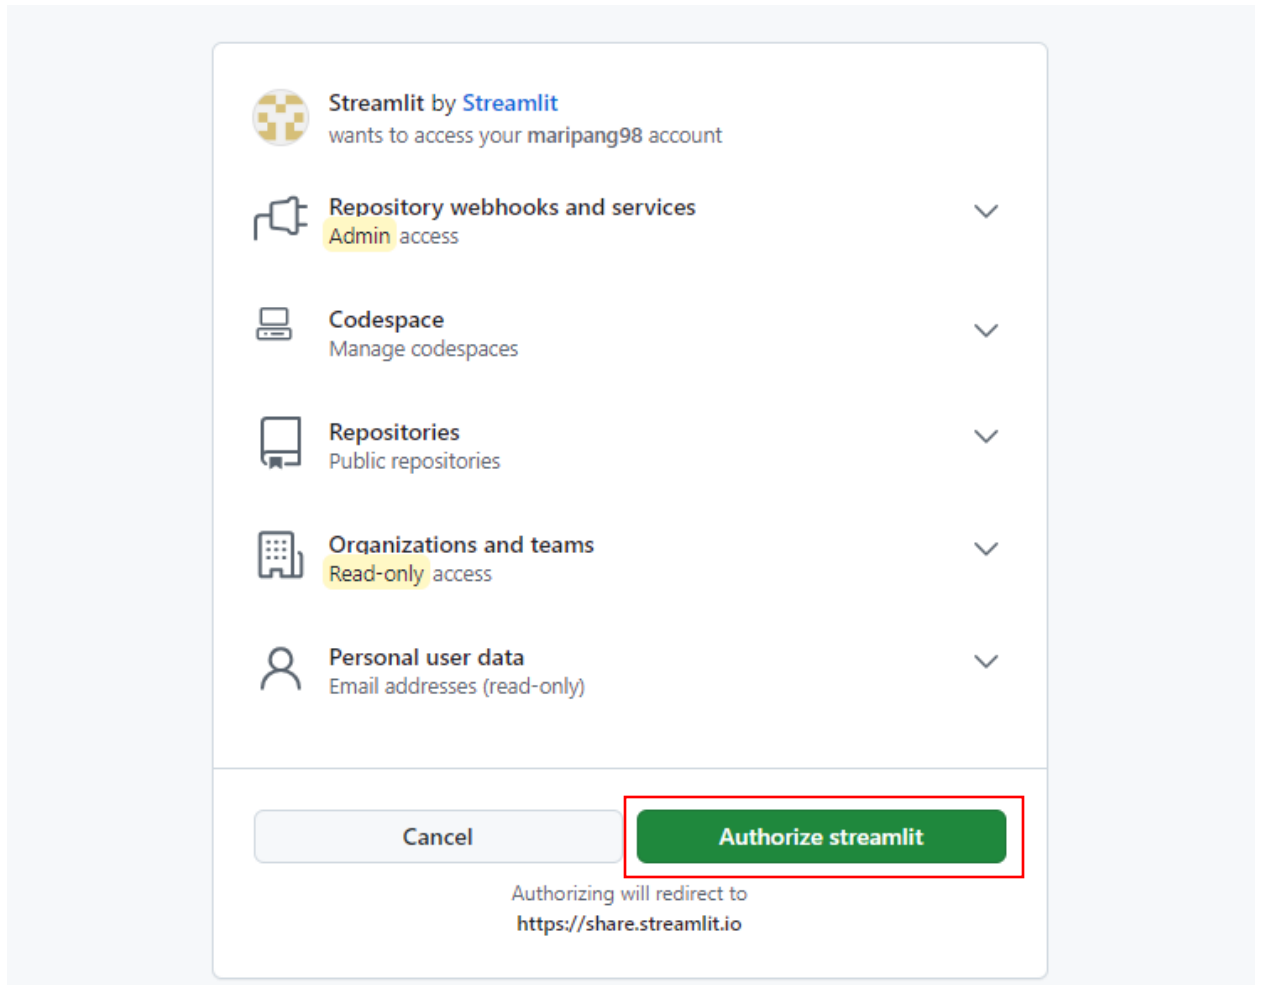 Streamlit by Streamlit
wants to access your maripang98 account
Repository webhooks and services
Admin access
Codespace
Manage codespaces
Repositories
Public repositories
Organizations and teams
Read-only access
Personal user data
Email addresses (read-only)
Cancel
Authorize streamlit
Authorizing will redirect to
https://share.streamlit.io